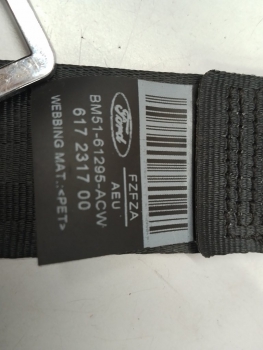 FZFZA
AEU
Ford
BM51-61295-ACW
617 2317 00
WEBBING MAT.:<PET>